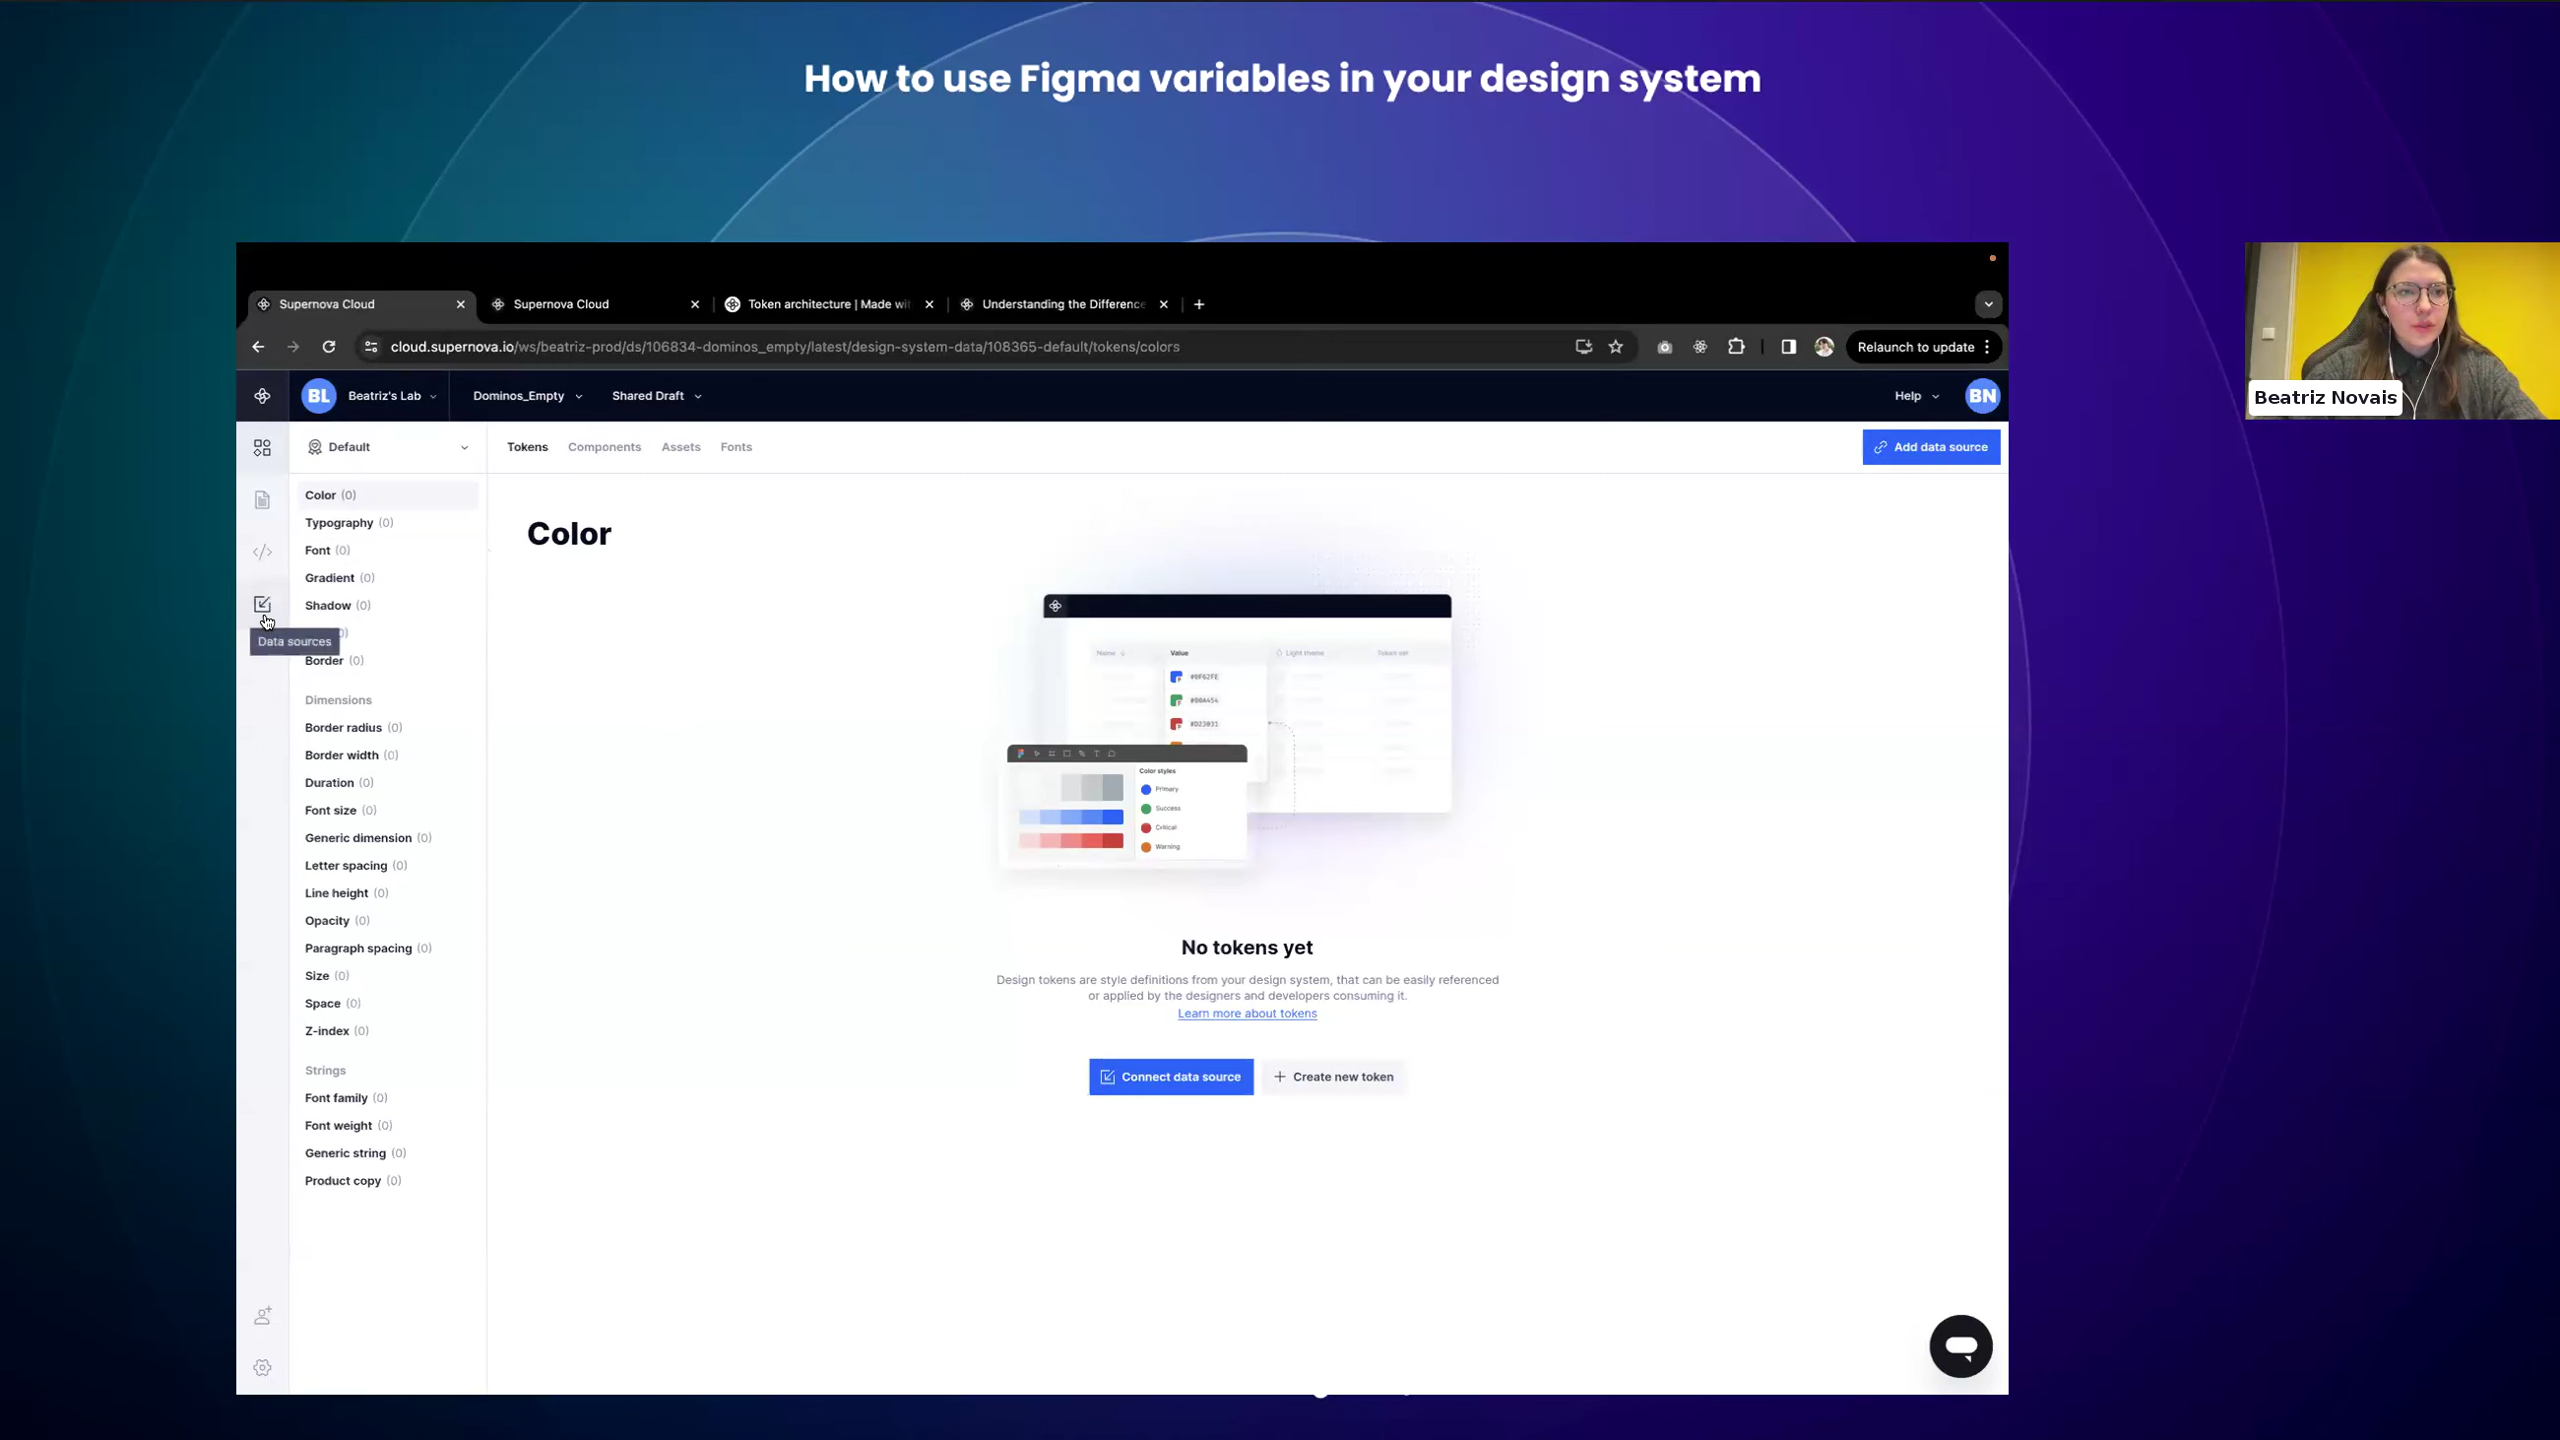 How to use Figma variables in your design system
Supernova Cloud
Supernova Cloud
Token architecture | Made wi
Understanding the Difference
cloud.supernova.io/ws/beatriz-prod/ds/106834-dominos_empty/latest/design-system-data/108365-default/tokens/colors
Relaunch to update
BL
Beatriz's Lab
Dominos_Empty
Shared Draft
Help
BN
Beatriz Novais
Default
Tokens
Components
Assets
Fonts
Add data source
Color (0)
Typography (0)
Font (0)
Gradient (0)
Shadow (0)
Data sources
Border (0)
Dimensions
Border radius (0)
Border width (0)
Duration (0)
Font size (0)
Generic dimension (0)
Letter spacing (0)
Line height (0)
Opacity (0)
Paragraph spacing (0)
Size (0)
Space (0)
Z-index (0)
Strings
Font family (0)
Font weight (0)
Generic string (0)
Product copy (0)
Color
Name
Value
Light theme
Token set
#0F62FE
#00A454
#D23031
Color styles
Primary
Success
Critical
Warning
No tokens yet
Design tokens are style definitions from your design system, that can be easily referenced
or applied by the designers and developers consuming it.
Learn more about tokens
Connect data source
Create new token